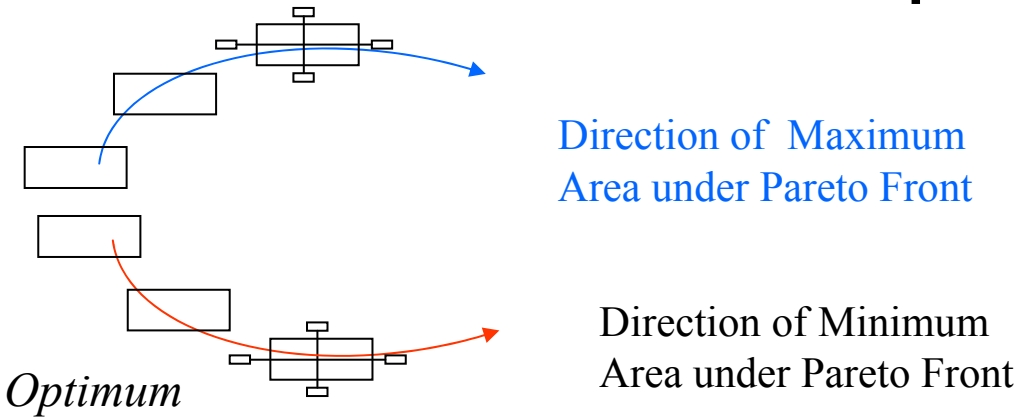 Direction of Maximum
Area under Pareto Front
Direction of Minimum
Area under Pareto Front
Optimum